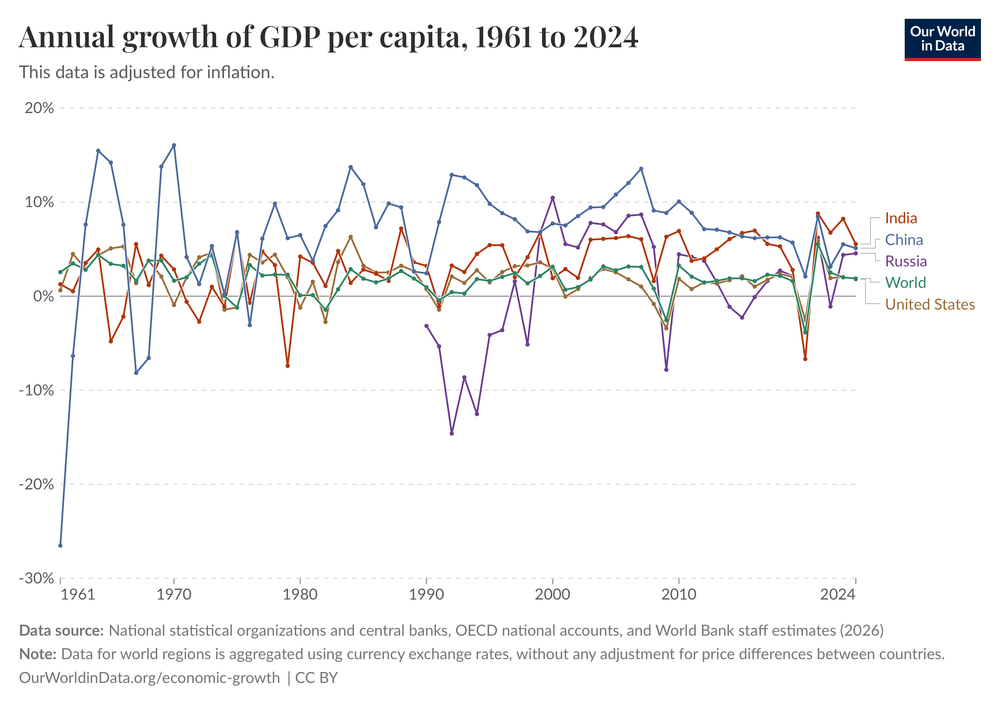 Annual growth of GDP per capita, 1961 to 2024
Our World
in Data
This data is adjusted for inflation.
20%
10%
0%
-10%
-20%
-30%
India
China
Russia
World
United States
1961
1970
1980
1990
2000
2010
2024
Data source: National statistical organizations and central banks, OECD national accounts, and World Bank staff estimates (2026)
Note: Data for world regions is aggregated using currency exchange rates, without any adjustment for price differences between countries.
OurWorldinData.org/economic-growth | CC BY